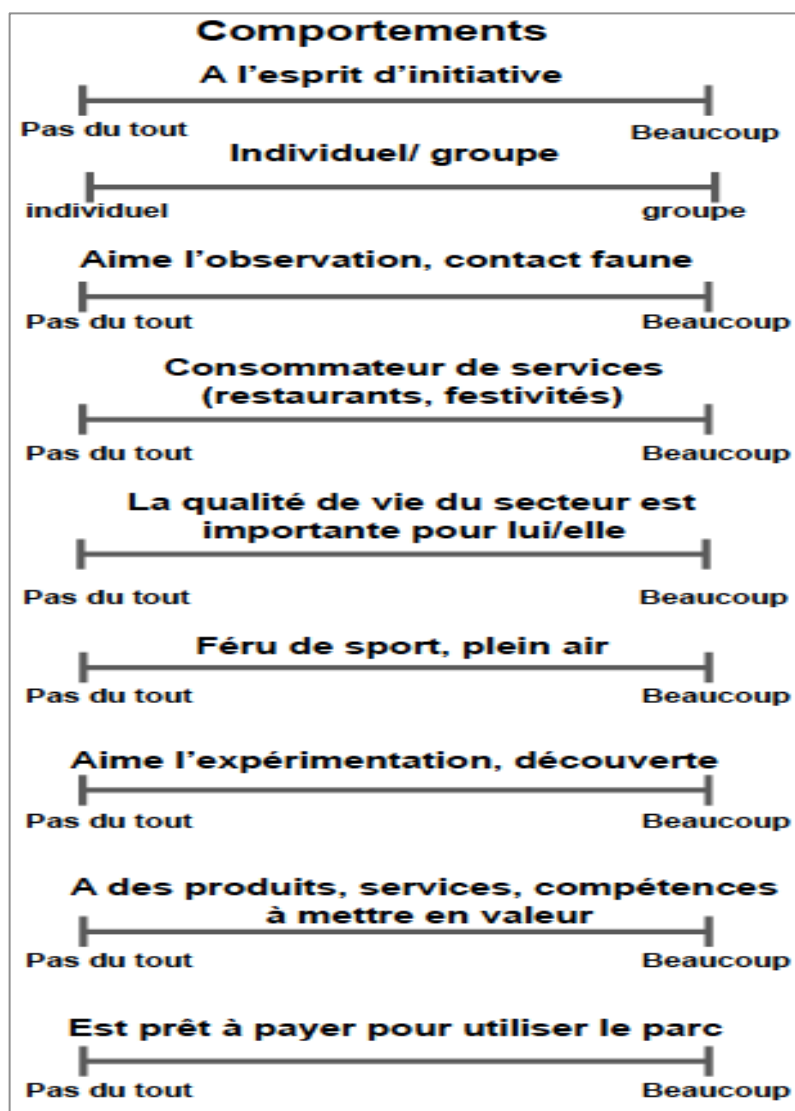 Comportements
A l'esprit d'initiative
Pas du tout Beaucoup
Individuel/ groupe
individuel groupe
Aime l'observation, contact faune
Pas du tout Beaucoup
Consommateur de services
(restaurants, festivités)
Pas du tout Beaucoup
La qualité de vie du secteur est
importante pour lui/elle
Pas du tout Beaucoup
Féru de sport, plein air
Pas du tout Beaucoup
Aime l'expérimentation, découverte
Pas du tout Beaucoup
A des produits, services, compétences
à mettre en valeur
Pas du tout Beaucoup
Est prêt à payer pour utiliser le parc
Pas du tout Beaucoup